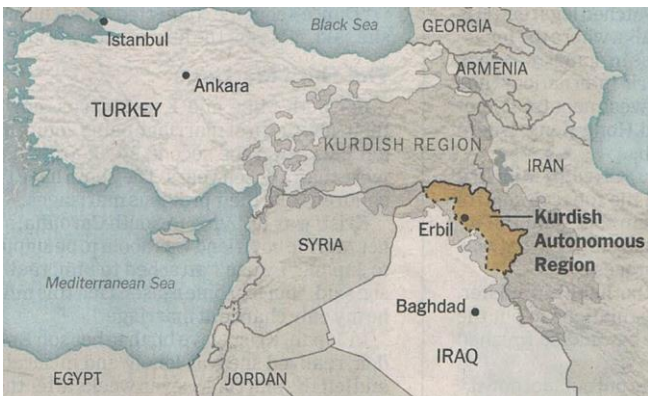 Black Sea
GEORGIA
Istanbul
ARMENIA
Ankara
TURKEY
KURDISH REGION
IRAN
Kurdish
Autonomous
Region
Erbil
SYRIA
Mediterranean Sea
Baghdad
IRAQ
EGYPT
JORDAN